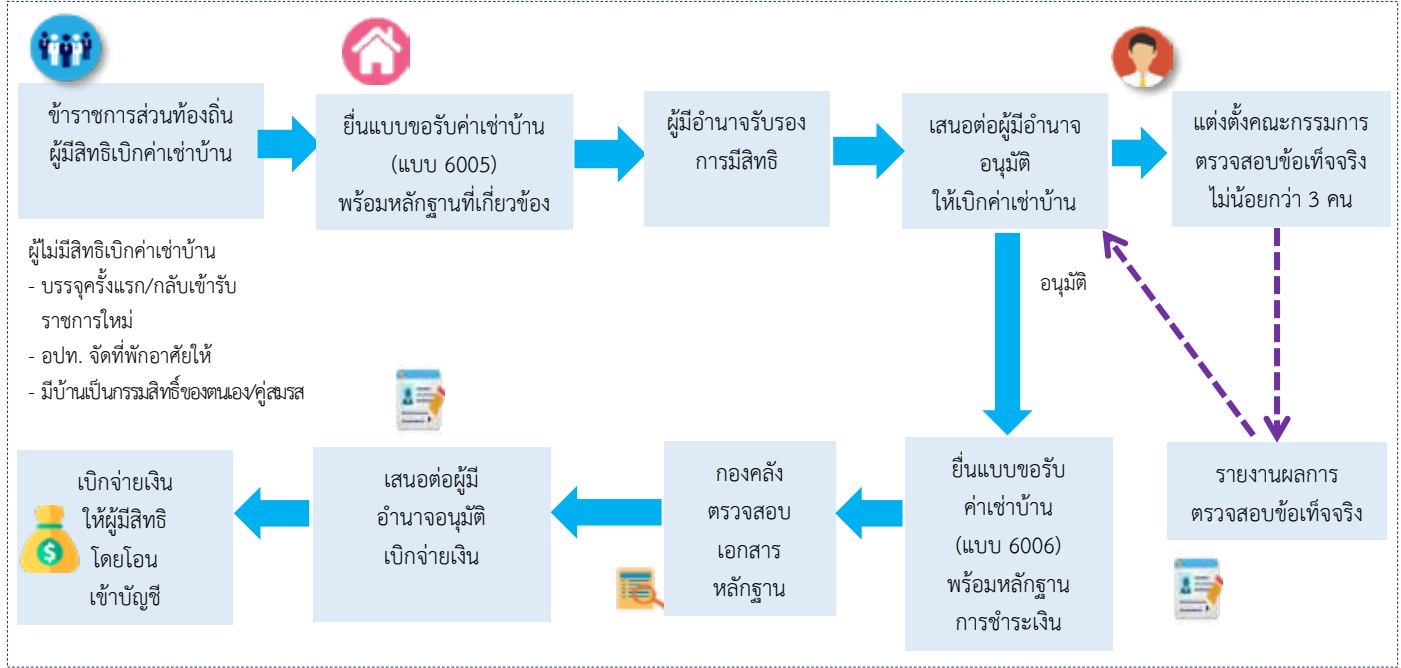 ข้าราชการส่วนท้องถิ่น
ผู้มีสิทธิเบิกค่าเช่าบ้าน
ยื่นแบบขอรับค่าเช่าบ้าน
(แบบ 6005)
พร้อมหลักฐานที่เกี่ยวข้อง
ผู้มีอำนาจรับรอง
การมีสิทธิ
เสนอต่อผู้มีอำนาจ
อนุมัติ
ให้เบิกค่าเช่าบ้าน
แต่งตั้งคณะกรรมการ
ตรวจสอบข้อเท็จจริง
ไม่น้อยกว่า 3 คน
ผู้ไม่มีสิทธิเบิกค่าเช่าบ้าน
- บรรจุครั้งแรก/กลับเข้ารับ
ราชการใหม่
- อปท. จัดที่พักอาศัยให้
- มีบ้านเป็นกรรมสิทธิ์ของตนเอง/คู่สมรส
อนุมัติ
เบิกจ่ายเงิน
ให้ผู้มีสิทธิ
โดยโอน
เข้าบัญชี
เสนอต่อผู้มี
อำนาจอนุมัติ
เบิกจ่ายเงิน
กองคลัง
ตรวจสอบ
เอกสาร
หลักฐาน
ยื่นแบบขอรับ
ค่าเช่าบ้าน
(แบบ 6006)
พร้อมหลักฐาน
การชำระเงิน
รายงานผลการ
ตรวจสอบข้อเท็จจริง